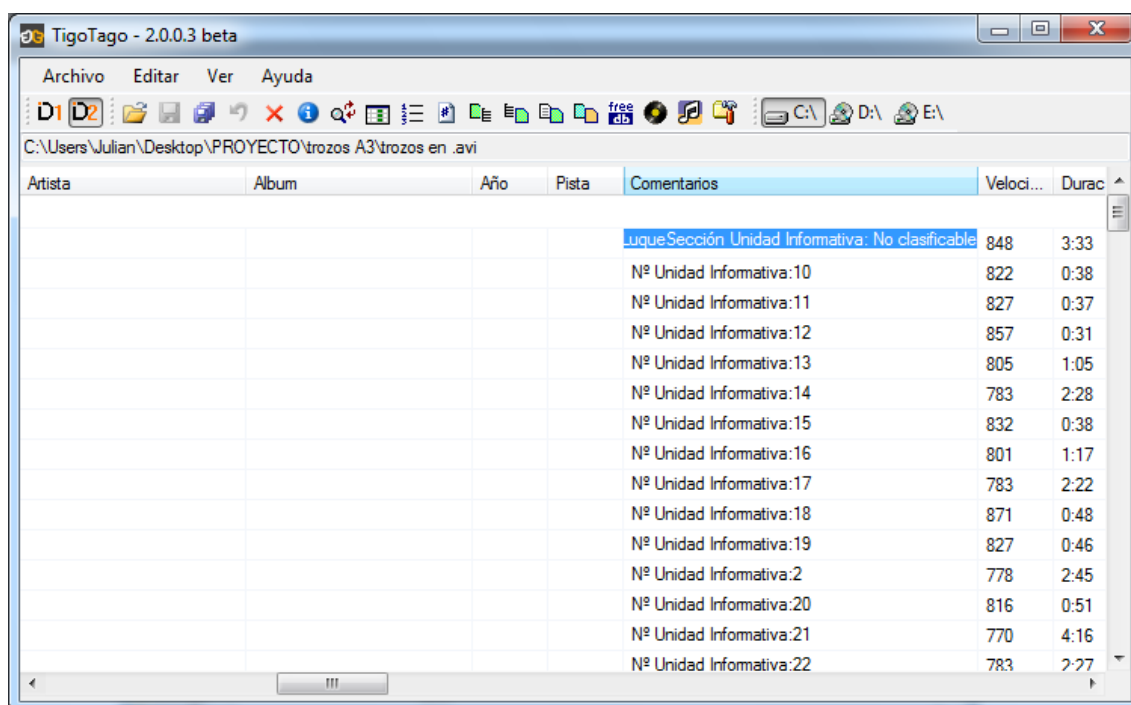 TigoTago - 2.0.0.3 beta
Archivo Editar Ver Ayuda
D1 D2 free db C:\ D:\ E:\
C:\Users\Julian\Desktop\PROYECTO\trozos A3\trozos en .avi
Artista Album Año Pista Comentarios Veloci... Durac
LuqueSección Unidad Informativa: No clasificable 848 3:33
Nº Unidad Informativa:10 822 0:38
Nº Unidad Informativa:11 827 0:37
Nº Unidad Informativa:12 857 0:31
Nº Unidad Informativa:13 805 1:05
Nº Unidad Informativa:14 783 2:28
Nº Unidad Informativa:15 832 0:38
Nº Unidad Informativa:16 801 1:17
Nº Unidad Informativa:17 783 2:22
Nº Unidad Informativa:18 871 0:48
Nº Unidad Informativa:19 827 0:46
Nº Unidad Informativa:2 778 2:45
Nº Unidad Informativa:20 816 0:51
Nº Unidad Informativa:21 770 4:16
Nº Unidad Informativa:22 783 2:27